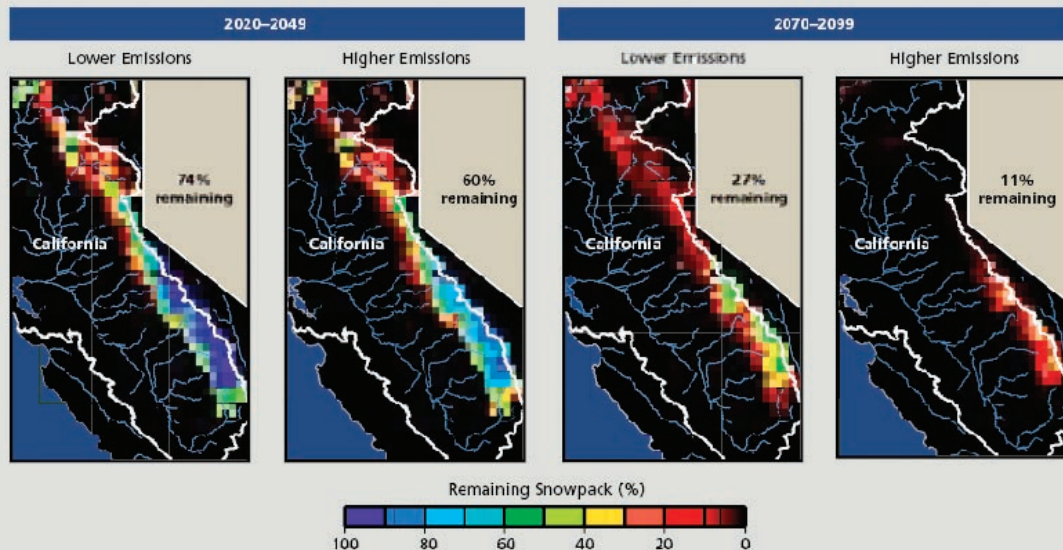 2020–2049
2070–2099
Lower Emissions
Higher Emissions
Lower Emissions
Higher Emissions
74%
remaining
California
60%
remaining
California
27%
remaining
California
11%
remaining
California
Remaining Snowpack (%)
100 80 60 40 20 0